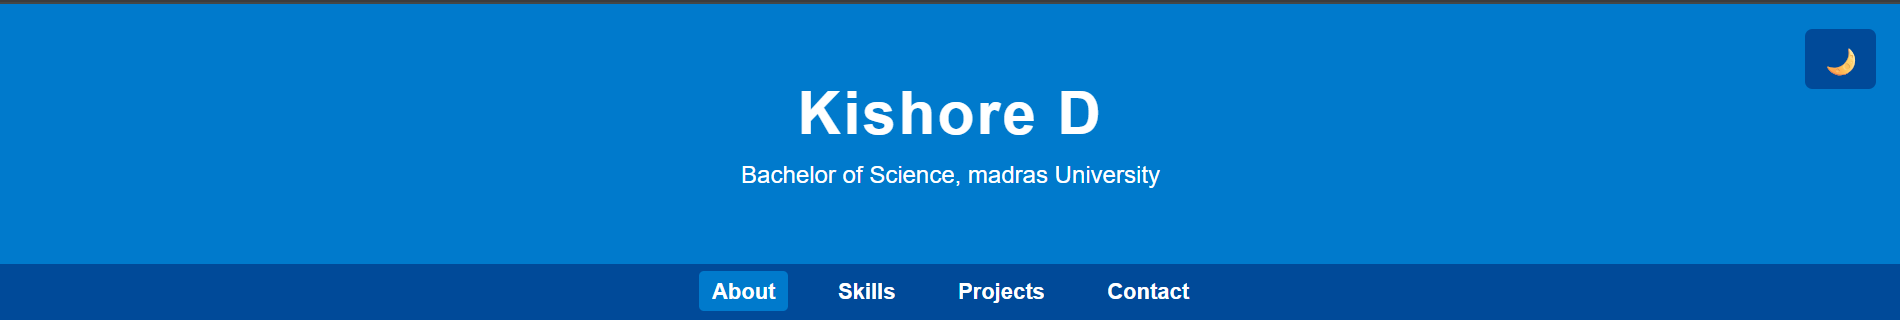 Kishore D
Bachelor of Science, madras University
About Skills Projects Contact